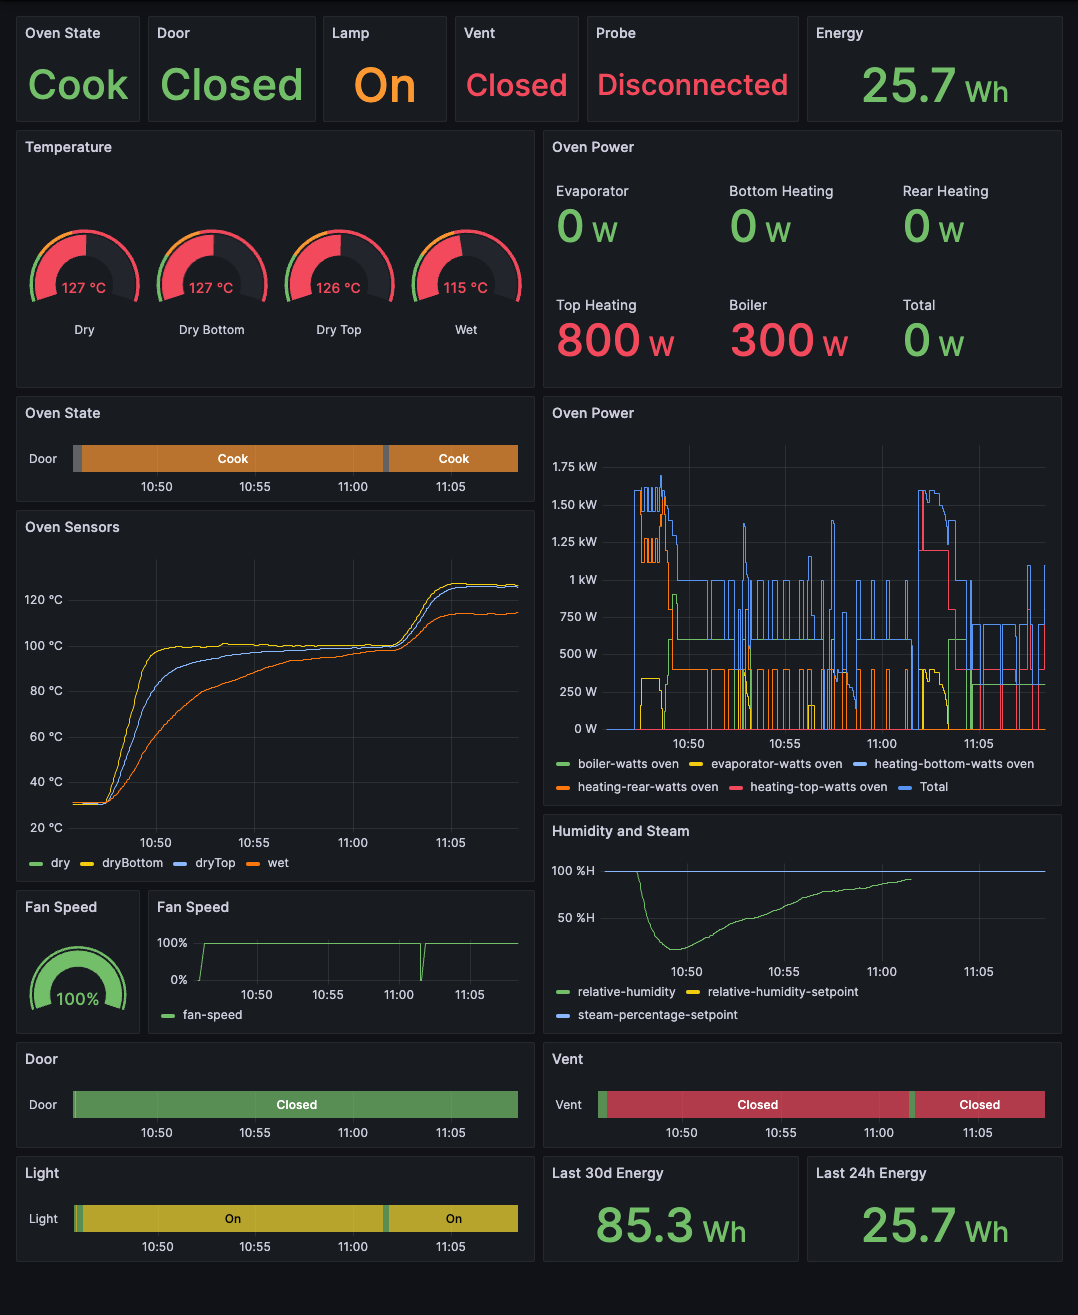 Oven State
Cook
Door
Closed
Lamp
On
Vent
Closed
Probe
Disconnected
Energy
25.7 Wh
Temperature
127 °C
Dry
127 °C
Dry Bottom
126 °C
Dry Top
115 °C
Wet
Oven Power
Evaporator
0 W
Bottom Heating
0 W
Rear Heating
0 W
Top Heating
800 W
Boiler
300 W
Total
0 W
Oven State
Door
Cook
Cook
10:50 10:55 11:00 11:05
Oven Sensors
120 °C
100 °C
80 °C
60 °C
40 °C
20 °C
10:50 10:55 11:00 11:05
dry dryBottom dryTop wet
Oven Power
1.75 kW
1.50 kW
1.25 kW
1 kW
750 W
500 W
250 W
0 W
10:50 10:55 11:00 11:05
boiler-watts oven evaporator-watts oven heating-bottom-watts oven
heating-rear-watts oven heating-top-watts oven Total
Humidity and Steam
100 %H
50 %H
10:50 10:55 11:00 11:05
relative-humidity relative-humidity-setpoint
steam-percentage-setpoint
Fan Speed
100%
Fan Speed
100%
0%
10:50 10:55 11:00 11:05
fan-speed
Door
Door
Closed
10:50 10:55 11:00 11:05
Vent
Vent
Closed
Closed
10:50 10:55 11:00 11:05
Light
Light
On
On
10:50 10:55 11:00 11:05
Last 30d Energy
85.3 Wh
Last 24h Energy
25.7 Wh